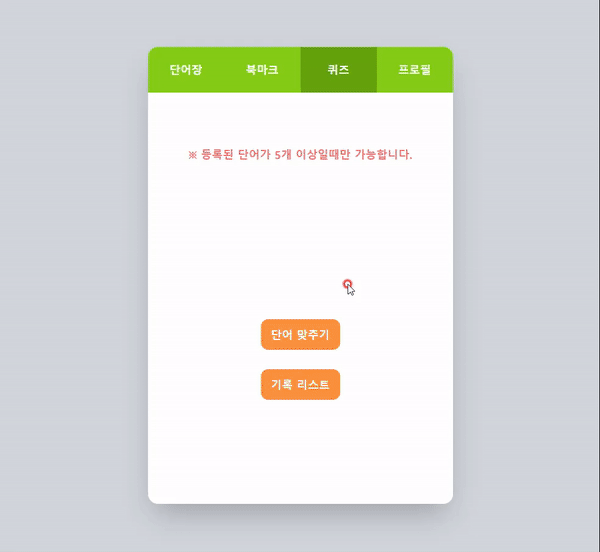 단어장 북마크 퀴즈 프로필
※ 등록된 단어가 5개 이상일때만 가능합니다.
단어 맞추기
기록 리스트